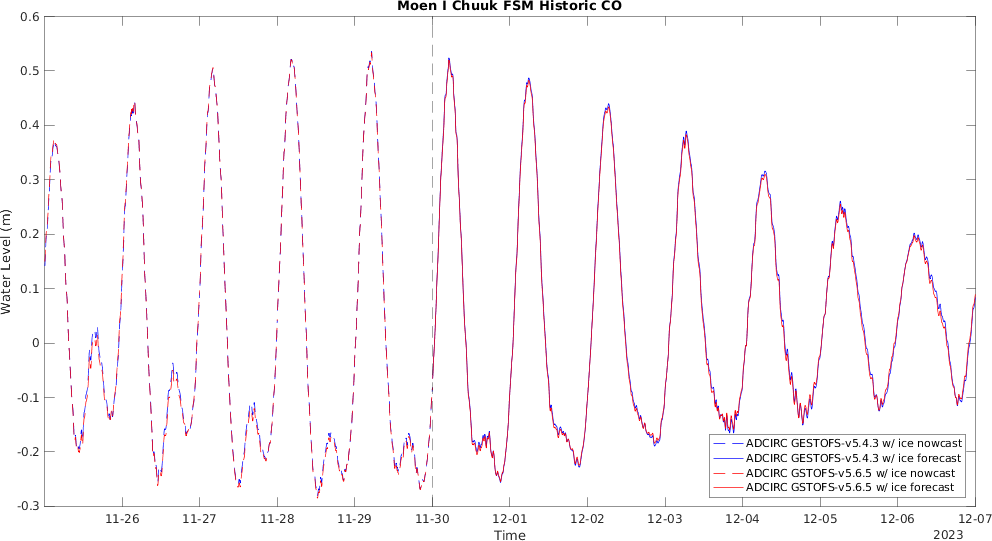 Moen I Chuuk FSM Historic CO
0.6
0.5
0.4
0.3
0.2
0.1
0
-0.1
-0.2
-0.3
Water Level (m)
11-26 11-27 11-28 11-29 11-30 12-01 12-02 12-03 12-04 12-05 12-06 12-07
Time
2023
ADCIRC GESTOFS-v5.4.3 w/ ice nowcast
ADCIRC GESTOFS-v5.4.3 w/ ice forecast
ADCIRC GSTOFS-v5.6.5 w/ ice nowcast
ADCIRC GSTOFS-v5.6.5 w/ ice forecast